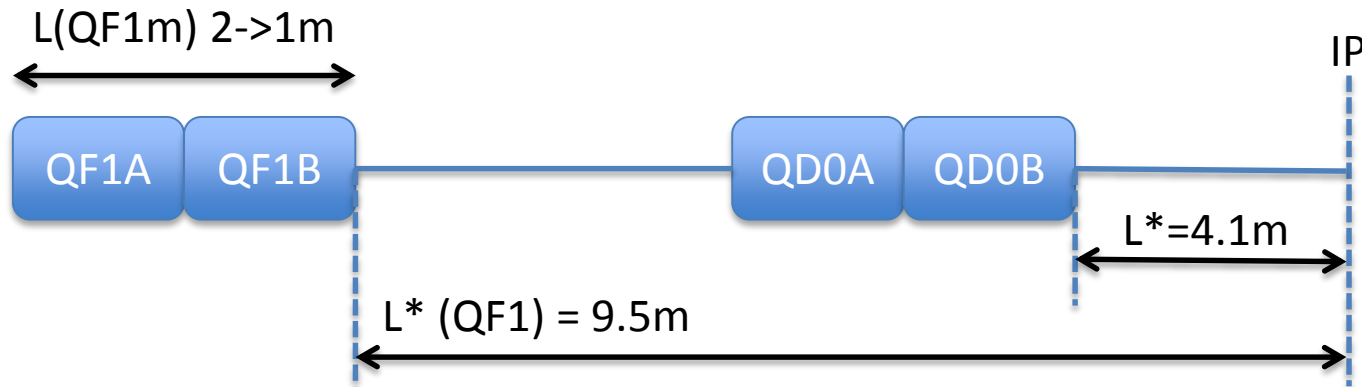 L(QF1m) 2->1m
IP
QF1A
QF1B
QD0A
QD0B
L*=4.1m
L* (QF1) = 9.5m